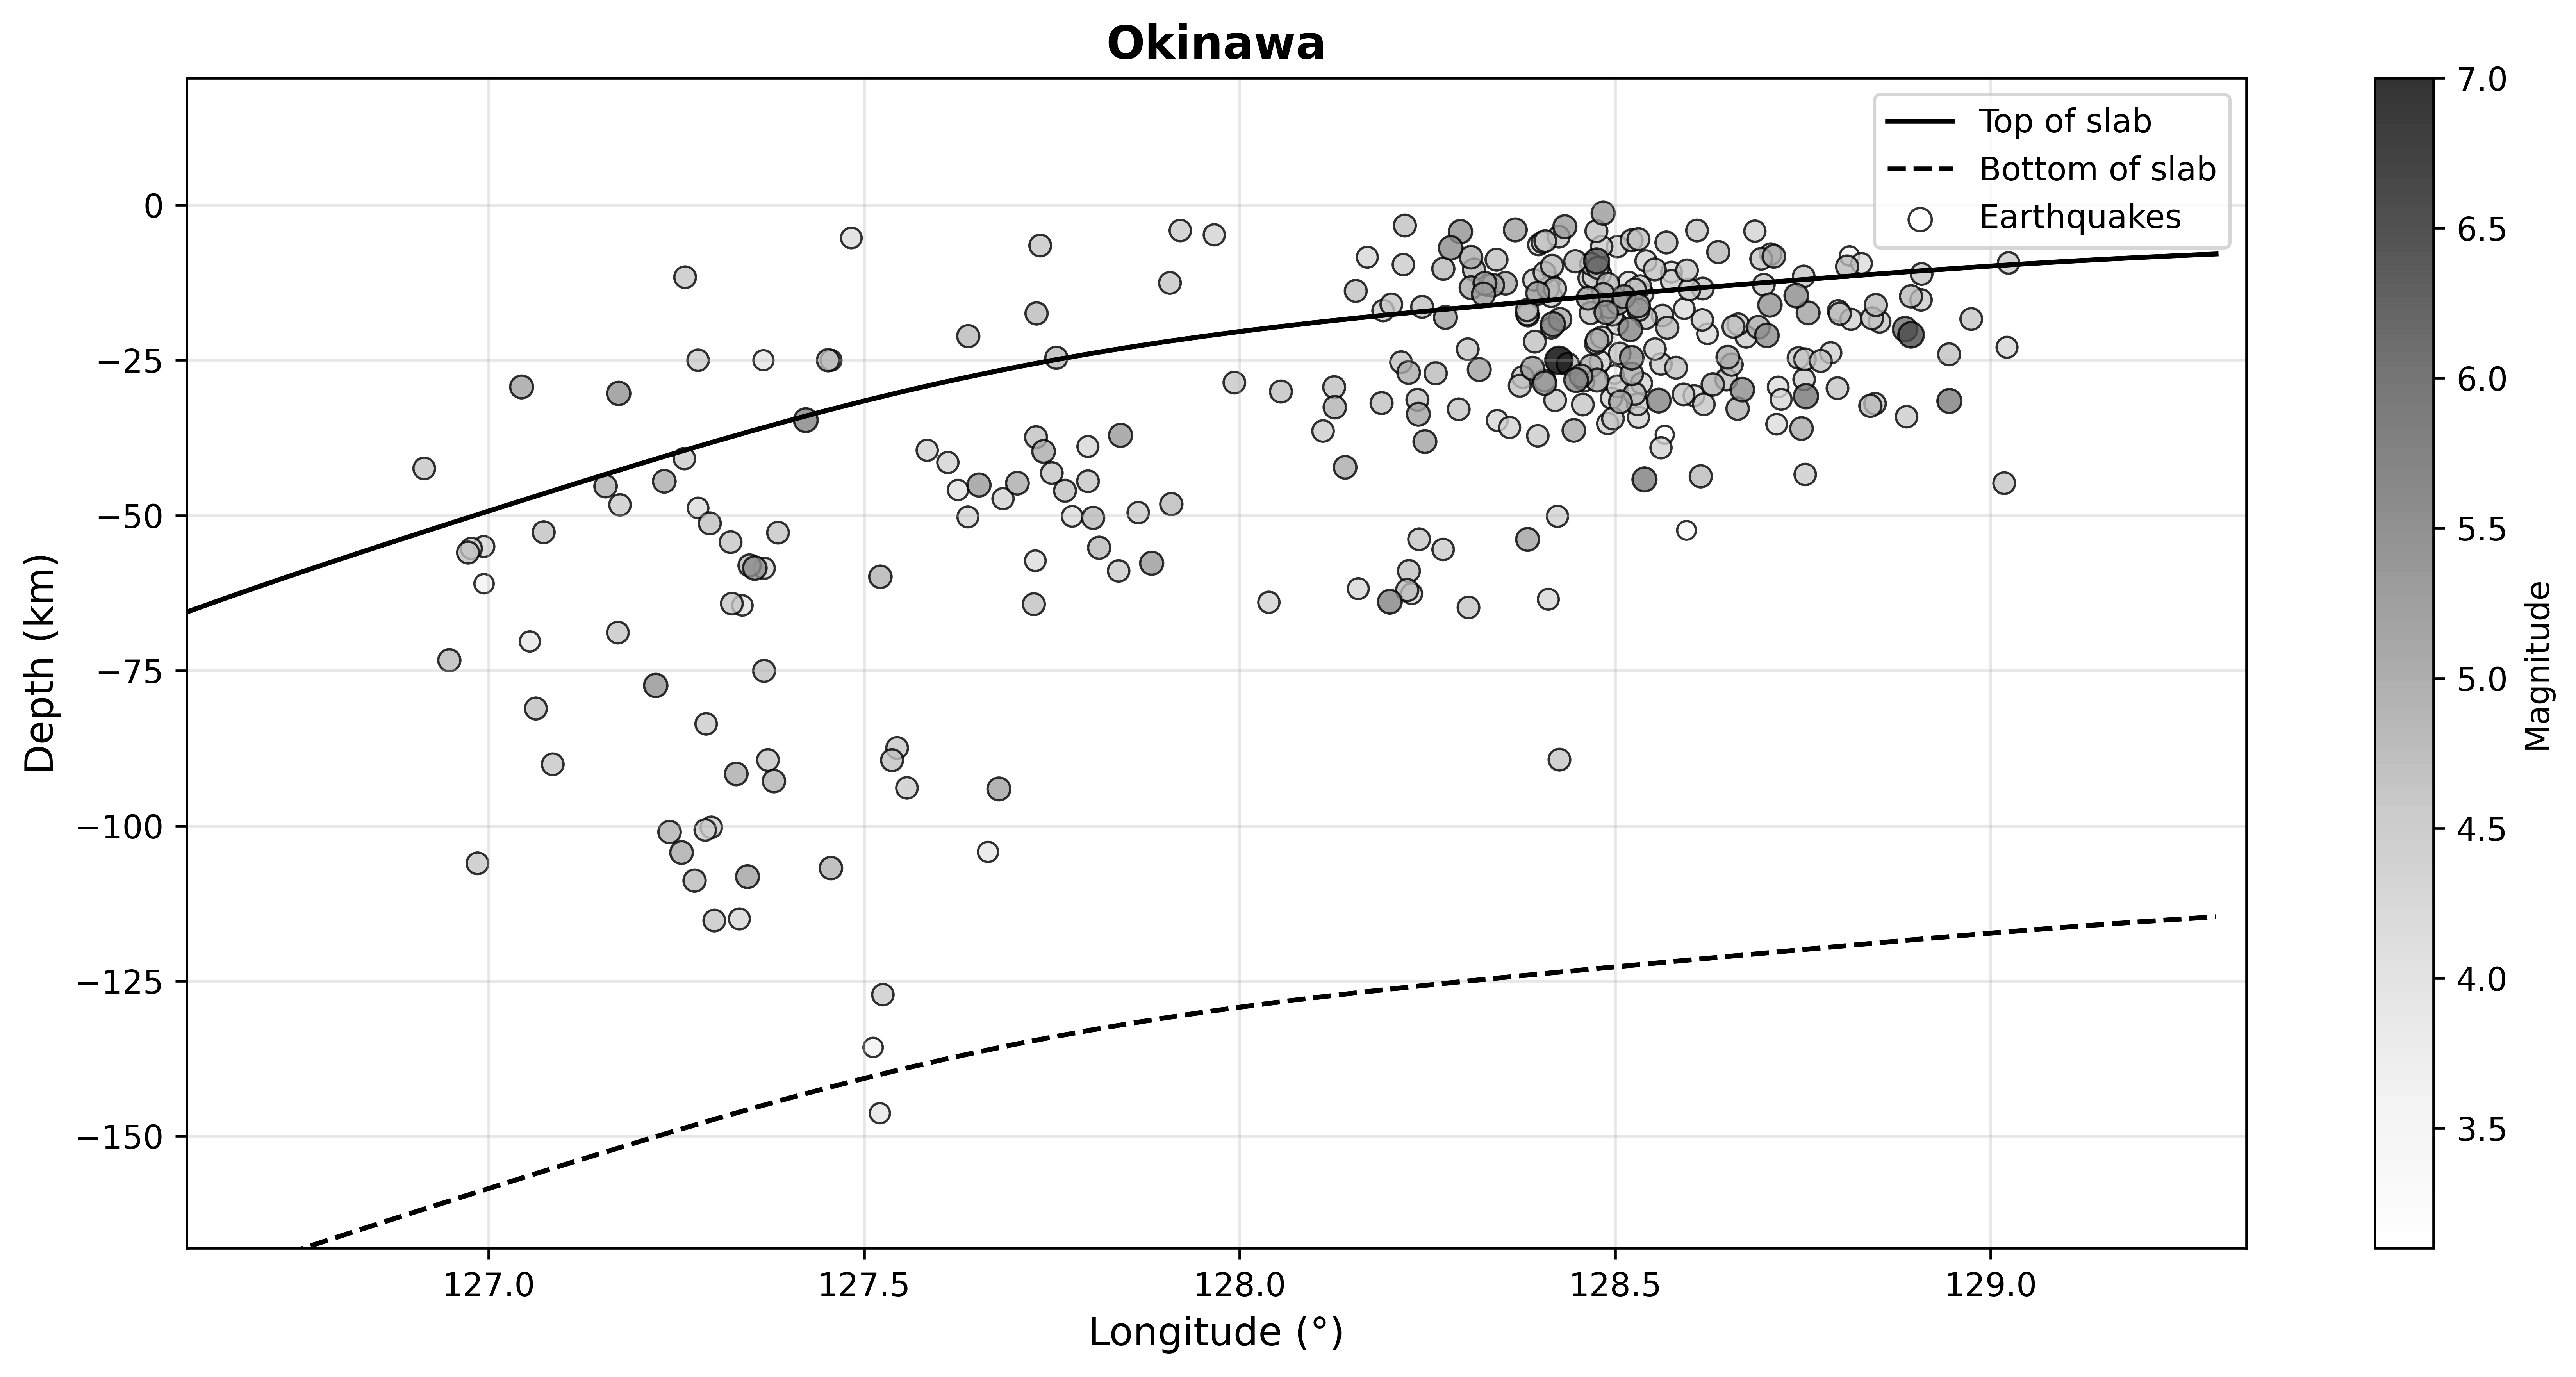 Okinawa
Top of slab
Bottom of slab
Earthquakes
0
−25
−50
−75
−100
−125
−150
Depth (km)
127.0
127.5
128.0
128.5
129.0
Longitude (°)
7.0
6.5
6.0
5.5
5.0
4.5
4.0
3.5
Magnitude